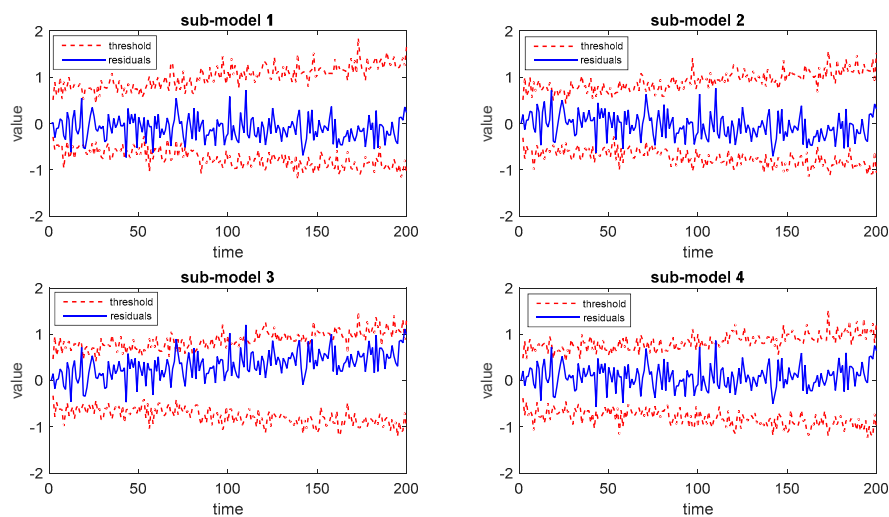 sub-model 1
2
1
0
-1
-2
value
threshold
residuals
0 50 100 150 200
time
sub-model 2
2
1
0
-1
-2
value
threshold
residuals
0 50 100 150 200
time
sub-model 3
2
1
0
-1
-2
value
threshold
residuals
0 50 100 150 200
time
sub-model 4
2
1
0
-1
-2
value
threshold
residuals
0 50 100 150 200
time